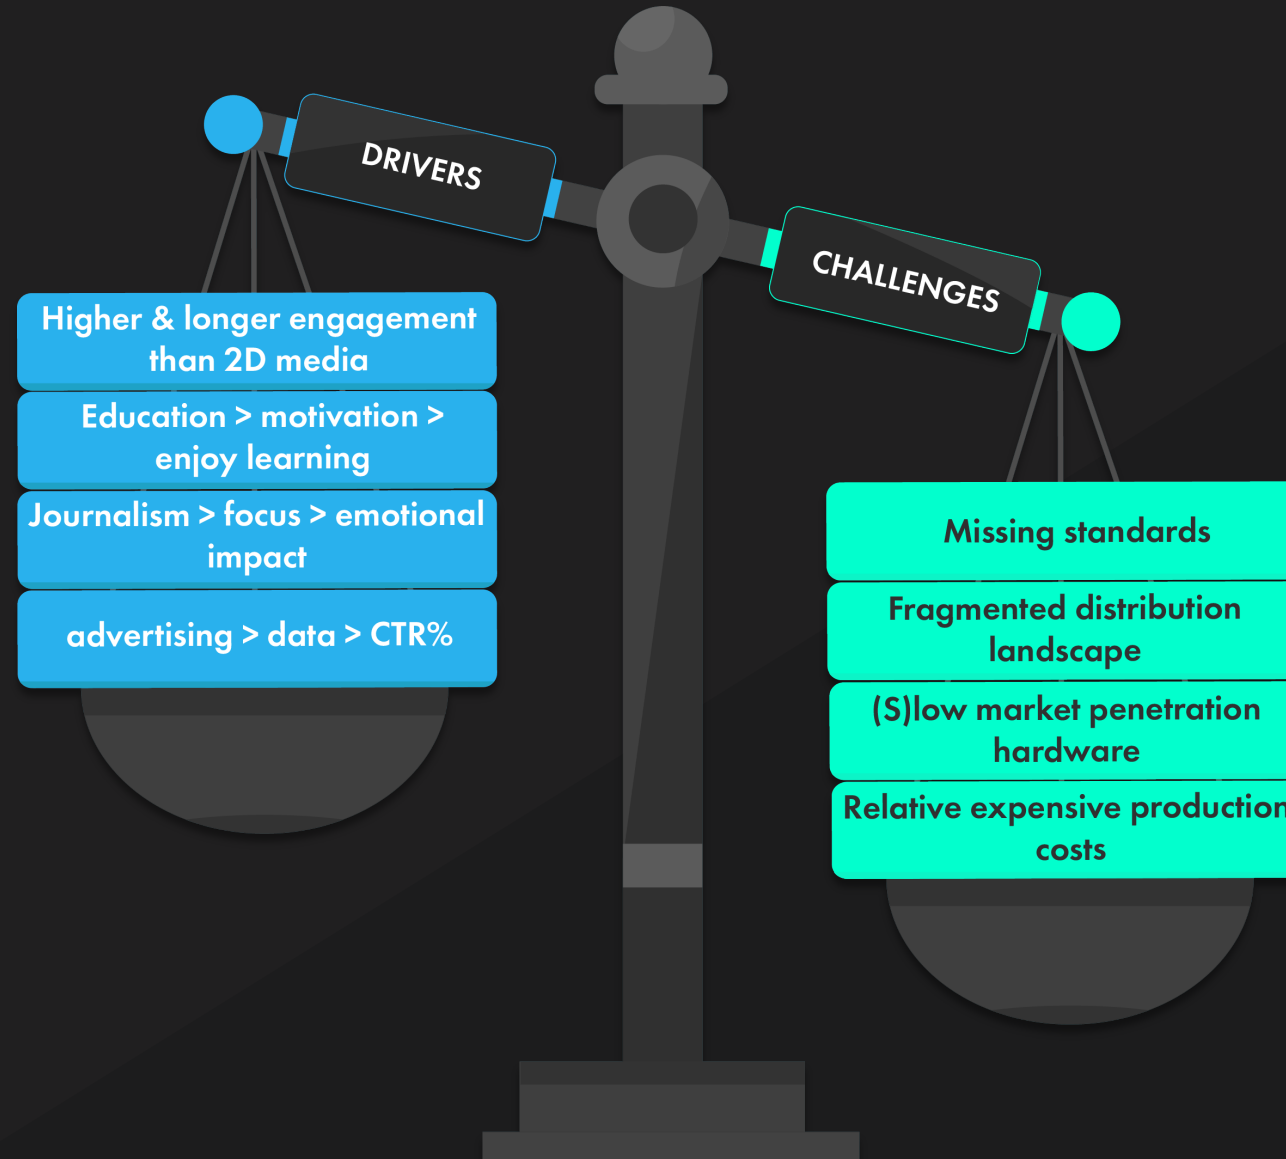 DRIVERS
CHALLENGES
Higher & longer engagement
than 2D media
Education > motivation >
enjoy learning
Journalism > focus > emotional
impact
advertising > data > CTR%
Missing standards
Fragmented distribution
landscape
(S)low market penetration
hardware
Relative expensive production
costs